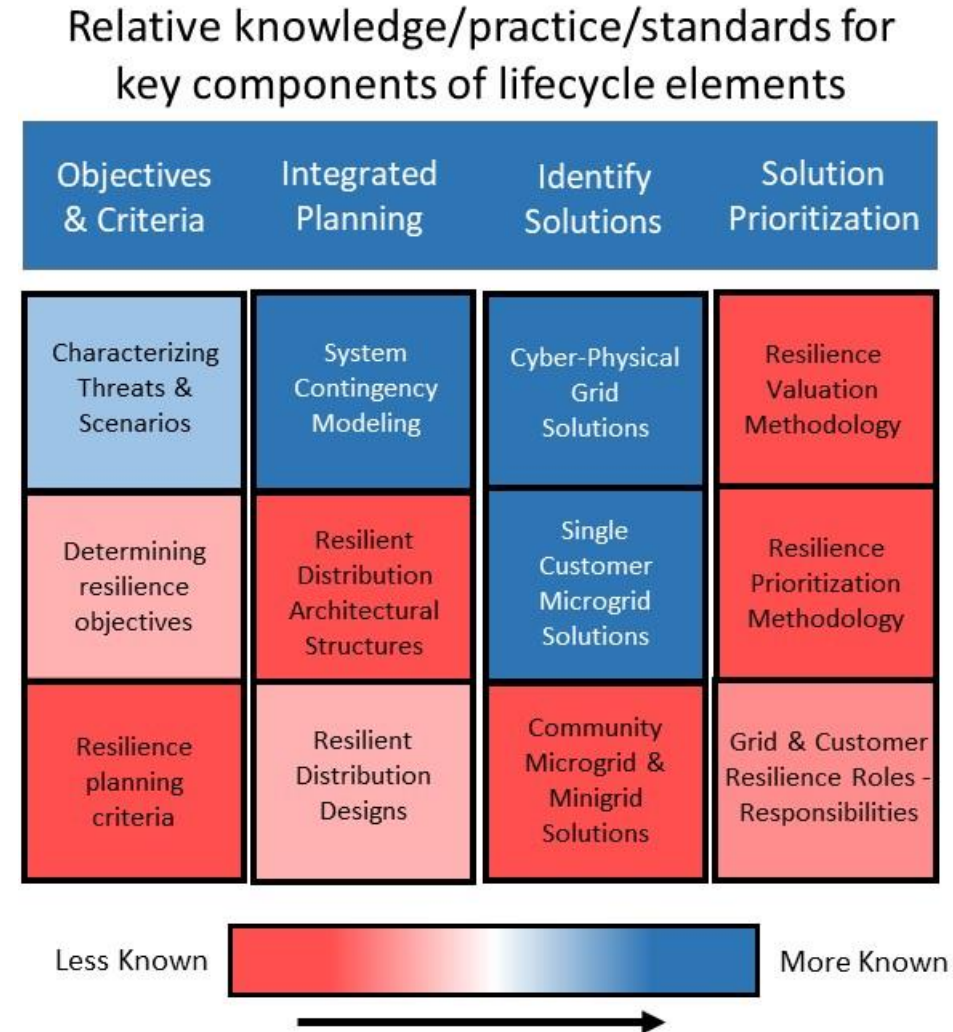 Relative knowledge/practice/standards for
key components of lifecycle elements
Objectives
& Criteria
Integrated
Planning
Identify
Solutions
Solution
Prioritization
Characterizing
Threats &
Scenarios
System
Contingency
Modeling
Cyber-Physical
Grid
Solutions
Resilience
Valuation
Methodology
Determining
resilience
objectives
Resilient
Distribution
Architectural
Structures
Single
Customer
Microgrid
Solutions
Resilience
Prioritization
Methodology
Resilience
planning
criteria
Resilient
Distribution
Designs
Community
Microgrid &
Minigrid
Solutions
Grid & Customer
Resilience Roles -
Responsibilities
Less Known
More Known